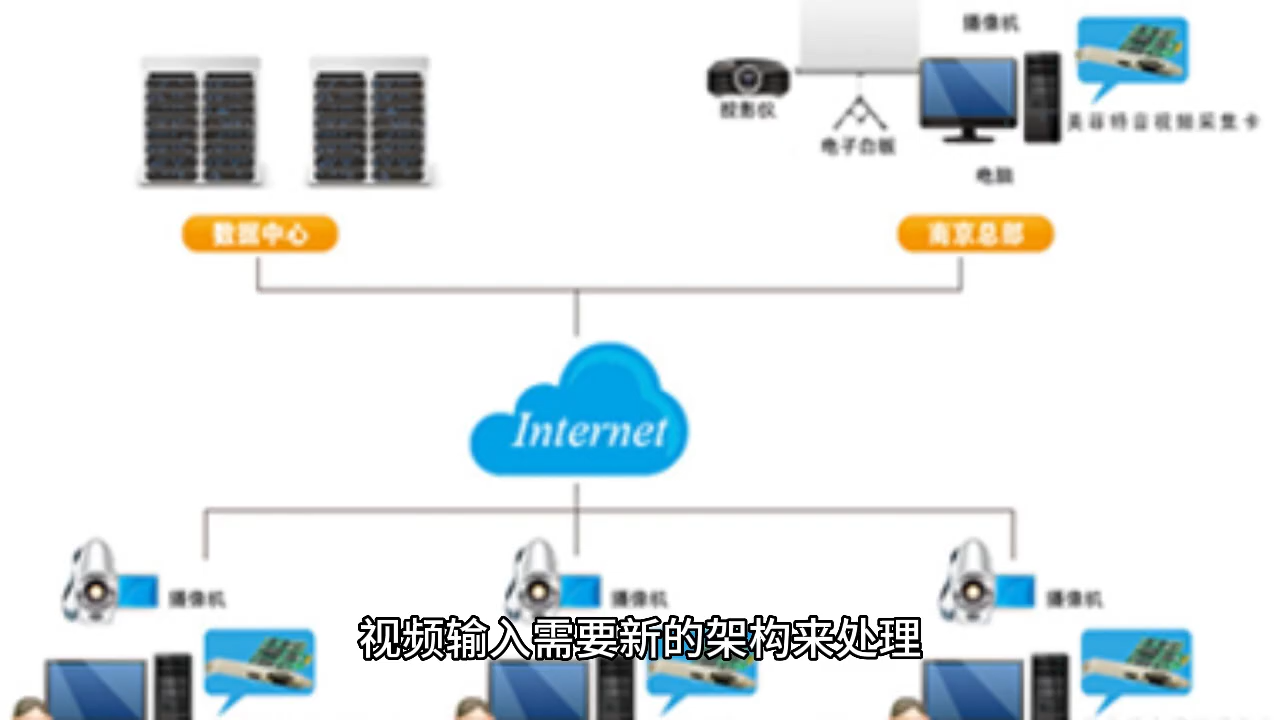 摄像机
投影仪
电子白板
美菲特音视频采集卡
电脑
数据中心
南京总部
Internet
摄像机
摄像机
摄像机
视频输入需要新的架构来处理